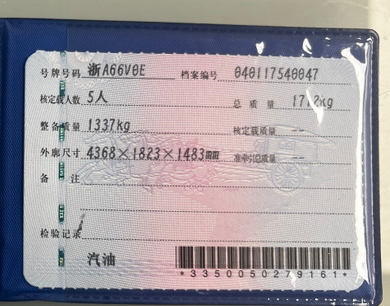 号牌号码 浙A66V0E 档案编号 040117540047
核定载人数 5人 总质量 1712kg
整备质量 1337kg 核定载质量 --
外廓尺寸 4368×1823×1483mm 准牵引总质量 --
备注
检验记录
汽油
*3350050279161*